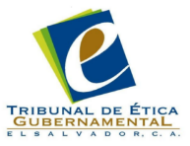 e
TRIBUNAL DE ÉTICA
GUBERNAMENTAL
EL SALVADOR, C. A.